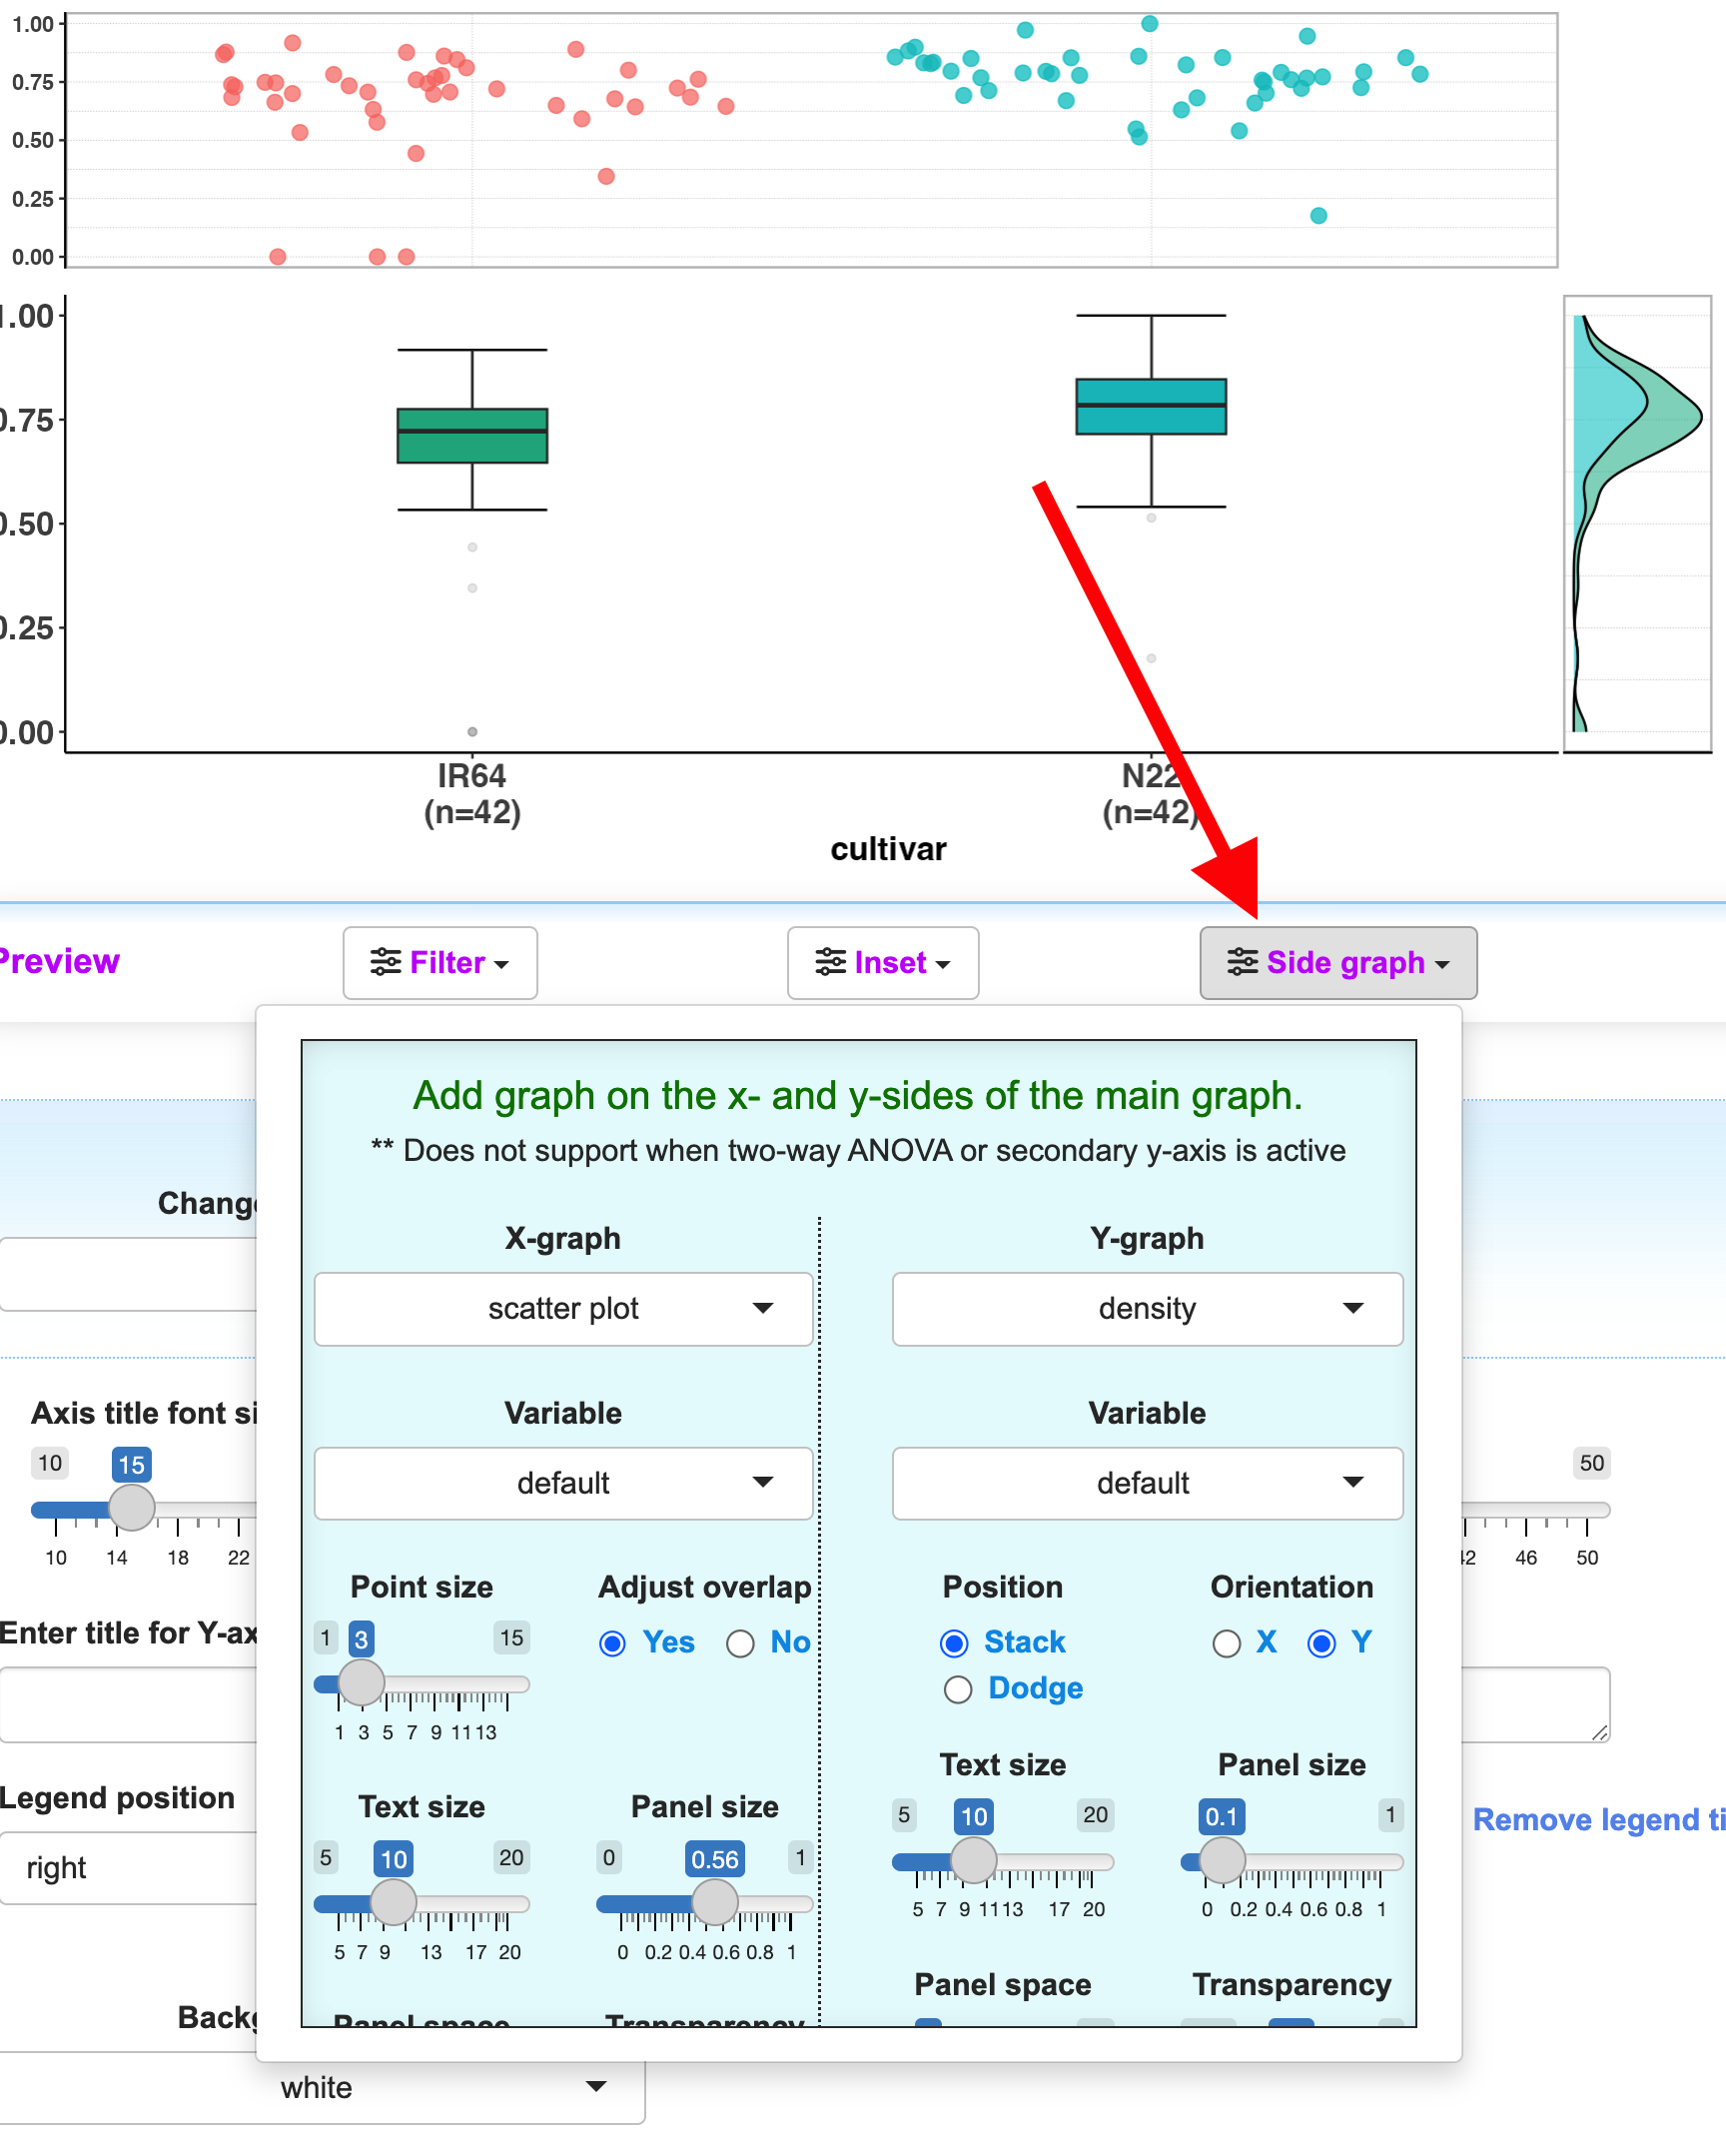 1.00
0.75
0.50
0.25
0.00
1.00
0.75
0.50
0.25
0.00
IR64
(n=42)
N22
(n=42)
cultivar
Preview
Filter
Inset
Side graph
Add graph on the x- and y-sides of the main graph.
** Does not support when two-way ANOVA or secondary y-axis is active
Change
X-graph
Y-graph
scatter plot
density
Variable
Variable
default
default
Axis title font si
10 15
50
10 14 18 22
42 46 50
Point size
Adjust overlap
Position
Orientation
1 3 15
Yes No
Stack
X Y
Dodge
1 3 5 7 9 11 13
Enter title for Y-ax
Text size
Panel size
5 10 20
0.1 1
5 7 9 11 13 17 20
0 0.2 0.4 0.6 0.8 1
Legend position
right
Text size
Panel size
5 10 20
0 0.56 1
5 7 9 13 17 20
0 0.2 0.4 0.6 0.8 1
Remove legend ti
Panel space
Transparency
Panel space
Transparency
Backg
white